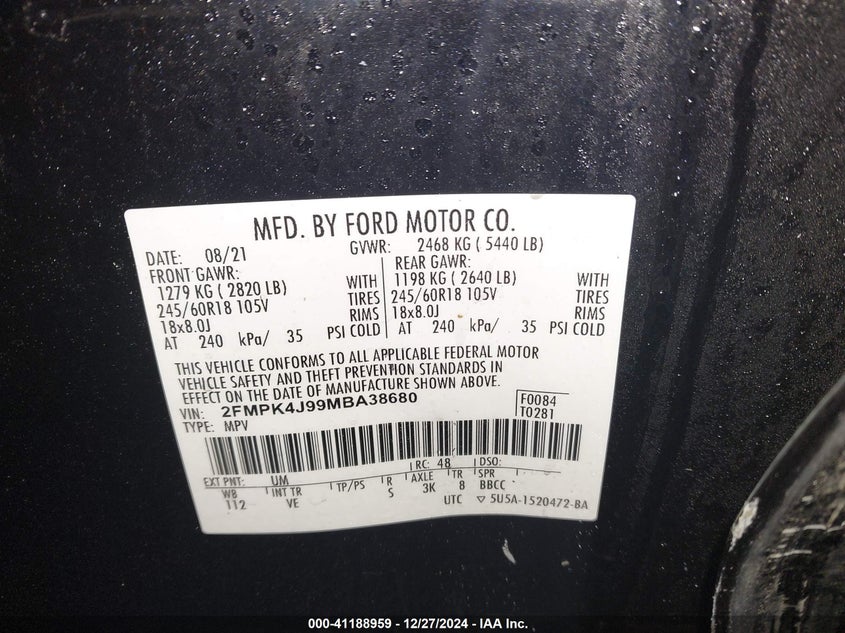 MFD. BY FORD MOTOR CO.
DATE: 08/21 GVWR: 2468 KG ( 5440 LB)
FRONT GAWR: REAR GAWR:
1279 KG ( 2820 LB) WITH 1198 KG ( 2640 LB) WITH
245/60R18 105V TIRES 245/60R18 105V TIRES
18x8.0J RIMS 18x8.0J RIMS
AT 240 kPa/ 35 PSI COLD AT 240 kPa/ 35 PSI COLD
THIS VEHICLE CONFORMS TO ALL APPLICABLE FEDERAL MOTOR
VEHICLE SAFETY AND THEFT PREVENTION STANDARDS IN
EFFECT ON THE DATE OF MANUFACTURE SHOWN ABOVE.
VIN: 2FMPK4J99MBA38680 F0084
TYPE: MPV T0281
EXT PNT: UM RC: 48 DSO:
WB INT TR TP/PS R AXLE TR SPR
112 VE S 3K 8 BBCC
UTC ▽ 5U5A-1520472-BA
000-41188959 - 12/27/2024 - IAA Inc.